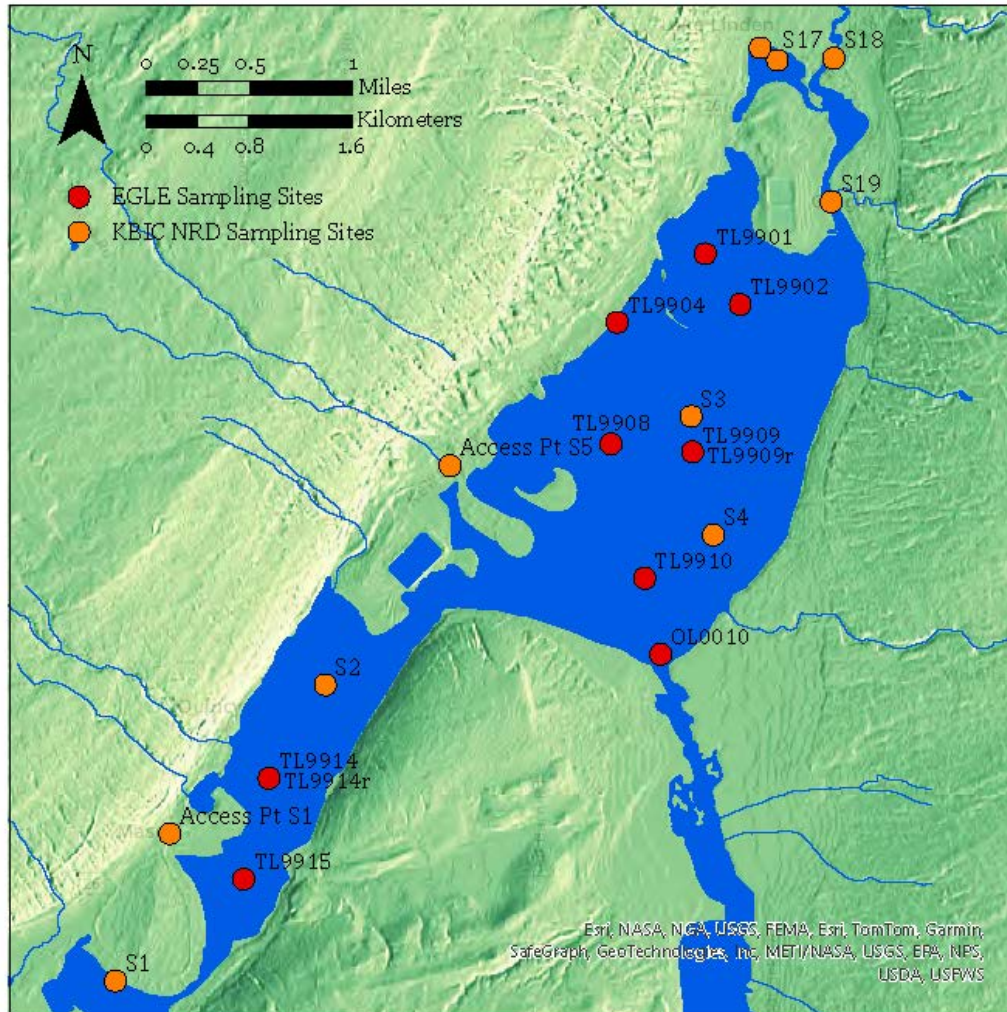 N
0 0.25 0.5 1
Miles
Kilometers
0 0.4 0.8 1.6
EGLE Sampling Sites
KBIC NRD Sampling Sites
Linden
S17
S18
S19
TL9901
TL9902
TL9904
S3
TL9908
TL9909
TL9909r
Access Pt S5
S4
TL9910
OL0010
S2
TL9914
TL9914r
Access Pt S1
TL9915
S1
Esri, NASA, NGA, USGS, FEMA, Esri, TomTom, Garmin,
SafeGraph, GeoTechnologies, Inc, METI/NASA, USGS, EPA, NPS,
USDA, USFWS